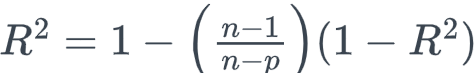 R² = 1 − (n−1 / n−p)(1 − R²)